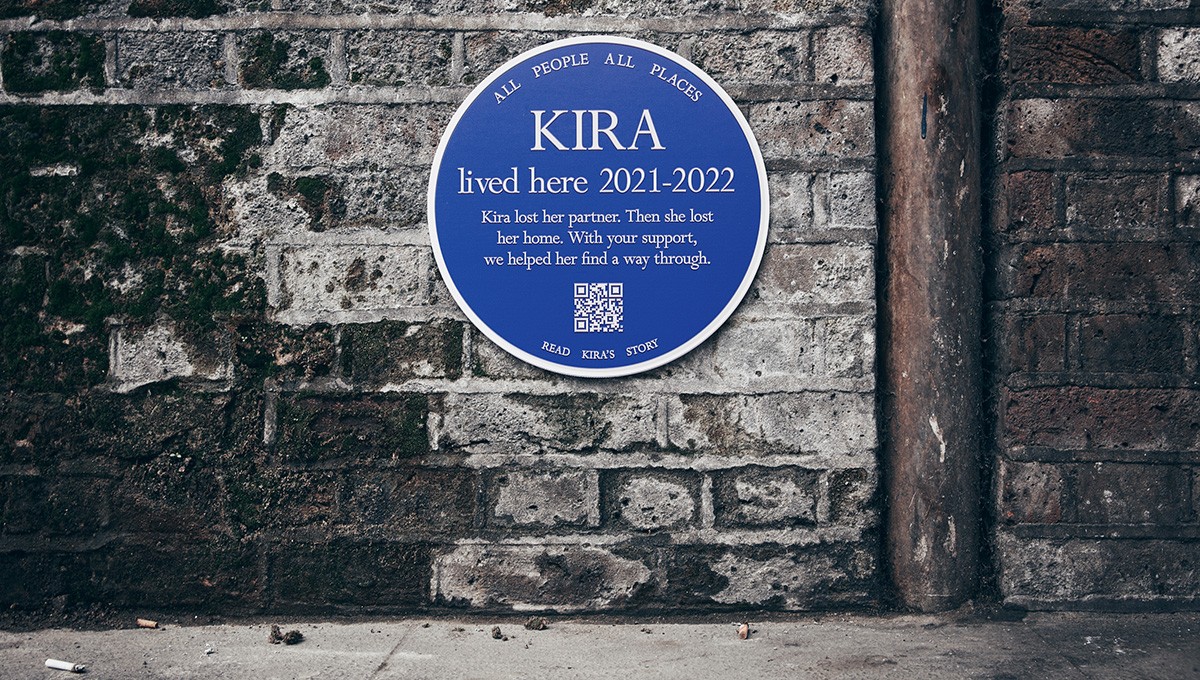 ALL PEOPLE ALL PLACES
KIRA
lived here 2021-2022
Kira lost her partner. Then she lost
her home. With your support,
we helped her find a way through.
READ KIRA'S STORY